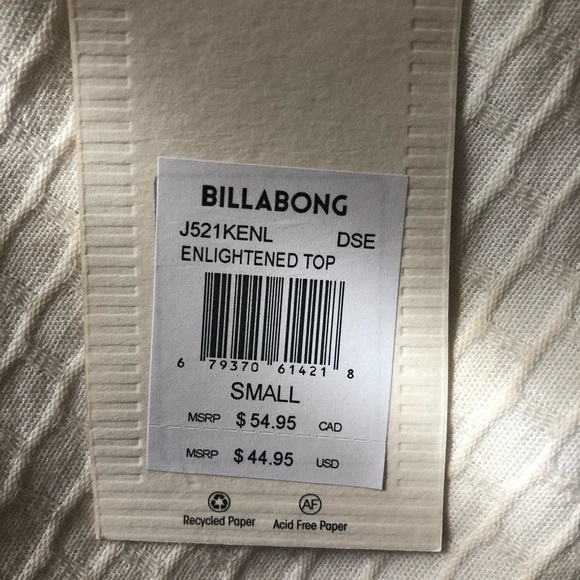 BILLABONG
J521KENL DSE
ENLIGHTENED TOP
6 79370 61421 8
SMALL
MSRP $54.95 CAD
MSRP $44.95 USD
AF
Recycled Paper Acid Free Paper